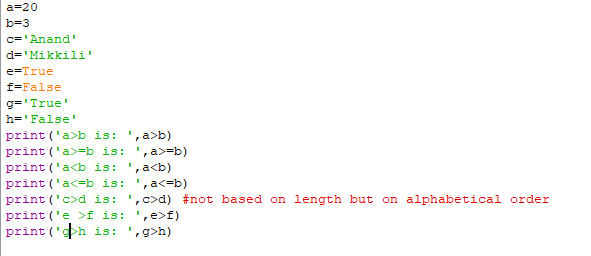 a=20
b=3
c='Anand'
d='Mikkili'
e=True
f=False
g='True'
h='False'
print('a>b is: ',a>b)
print('a>=b is: ',a>=b)
print('a<b is: ',a<b)
print('a<=b is: ',a<=b)
print('c>d is: ',c>d) #not based on length but on alphabetical order
print('e >f is: ',e>f)
print('g>h is: ',g>h)